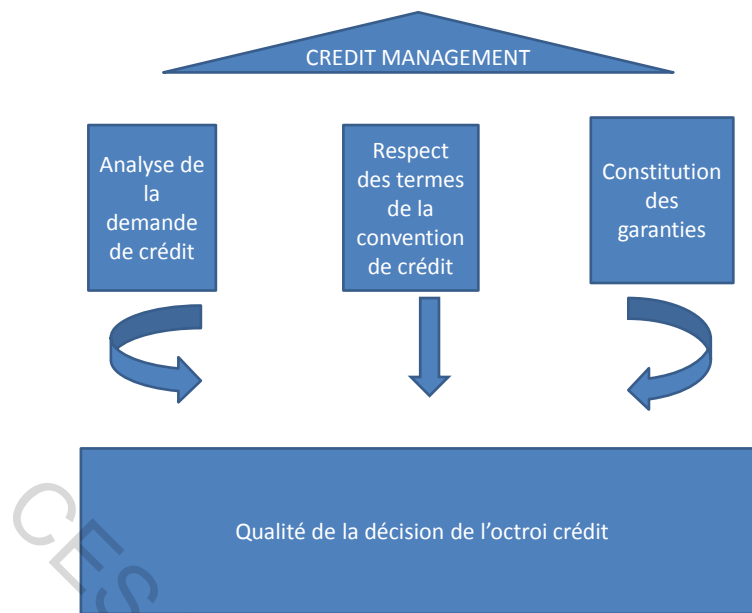 CREDIT MANAGEMENT
Analyse de
la
demande
de crédit
Respect
des termes
de la
convention
de crédit
Constitution
des
garanties
Qualité de la décision de l’octroi crédit
CES